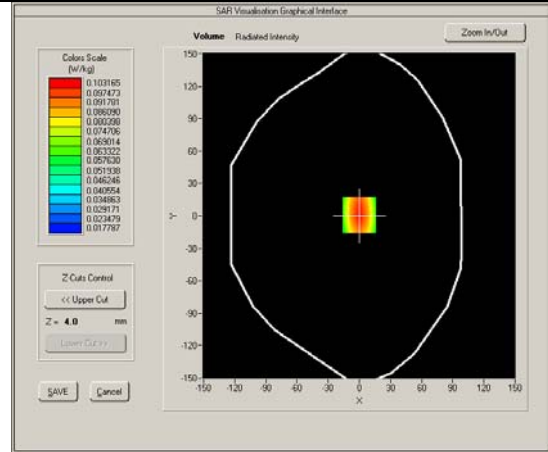 SAR Visualisation Graphical Interface
Volume Radiated Intensity
Zoom In/Out
Colors Scale
(W/kg)
0.103165
0.097473
0.091781
0.086090
0.080398
0.074706
0.069014
0.063322
0.057630
0.051938
0.046246
0.040554
0.034863
0.029171
0.023479
0.017787
Z-Cuts Control
<< Upper Cut
Z = 4.0 mm
Lower Cut >>
SAVE Cancel
150-
120-
90-
60-
30-
Y 0-
-30-
-60-
-90-
-120-
-150-
-150 -120 -90 -60 -30 0 30 60 90 120 150
X